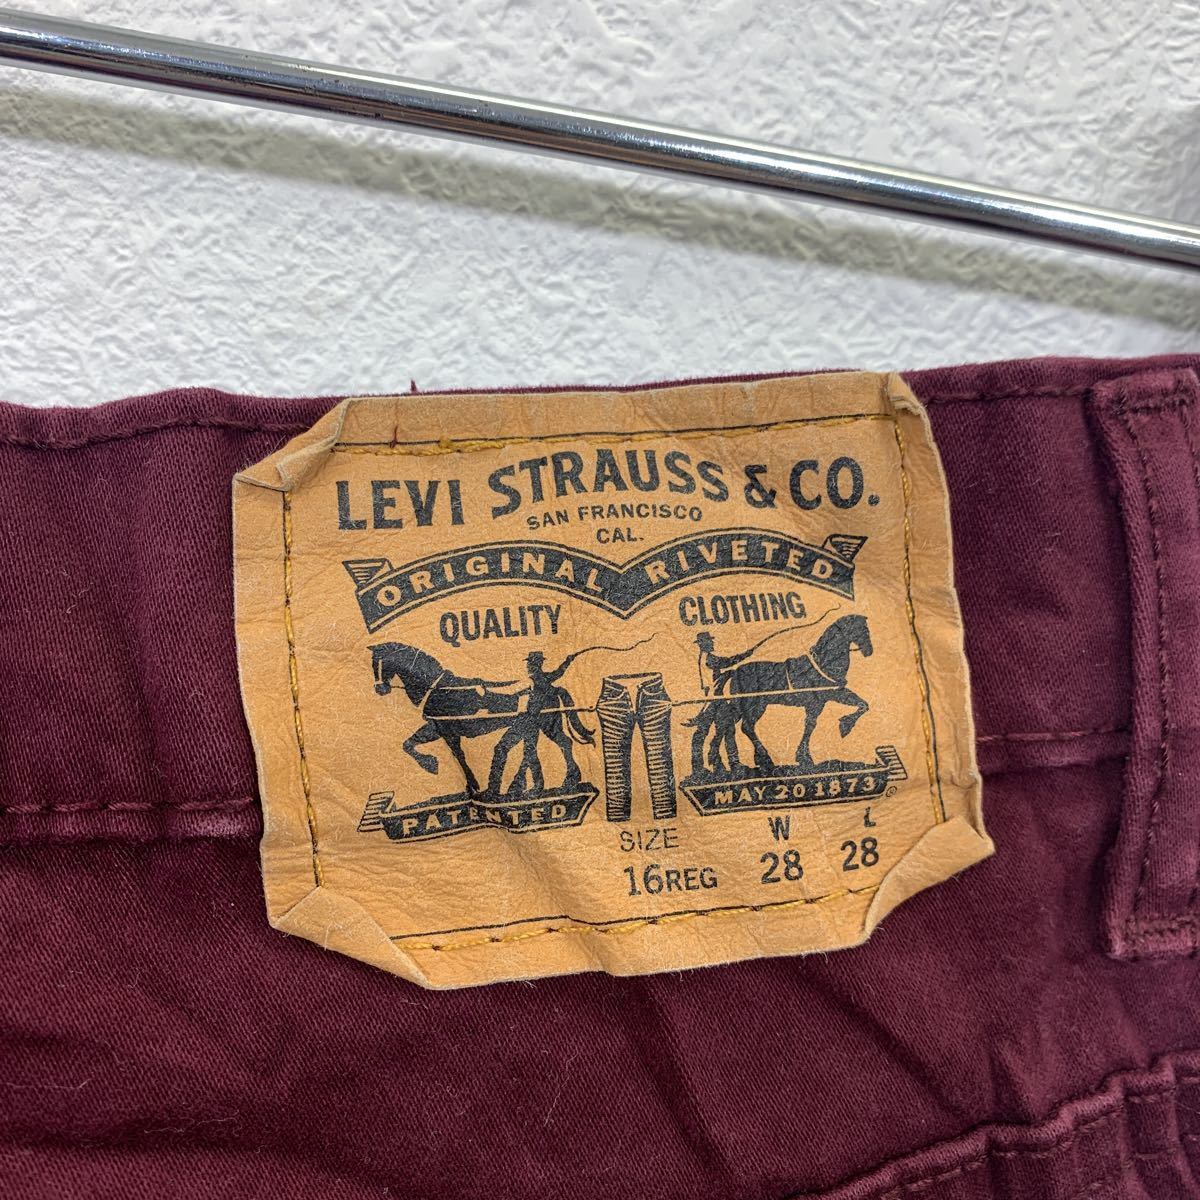 LEVI STRAUSS & CO.
SAN FRANCISCO
CAL.
ORIGINAL RIVETED
QUALITY CLOTHING
PATENTED MAY 20 1873
SIZE W L
16REG 28 28